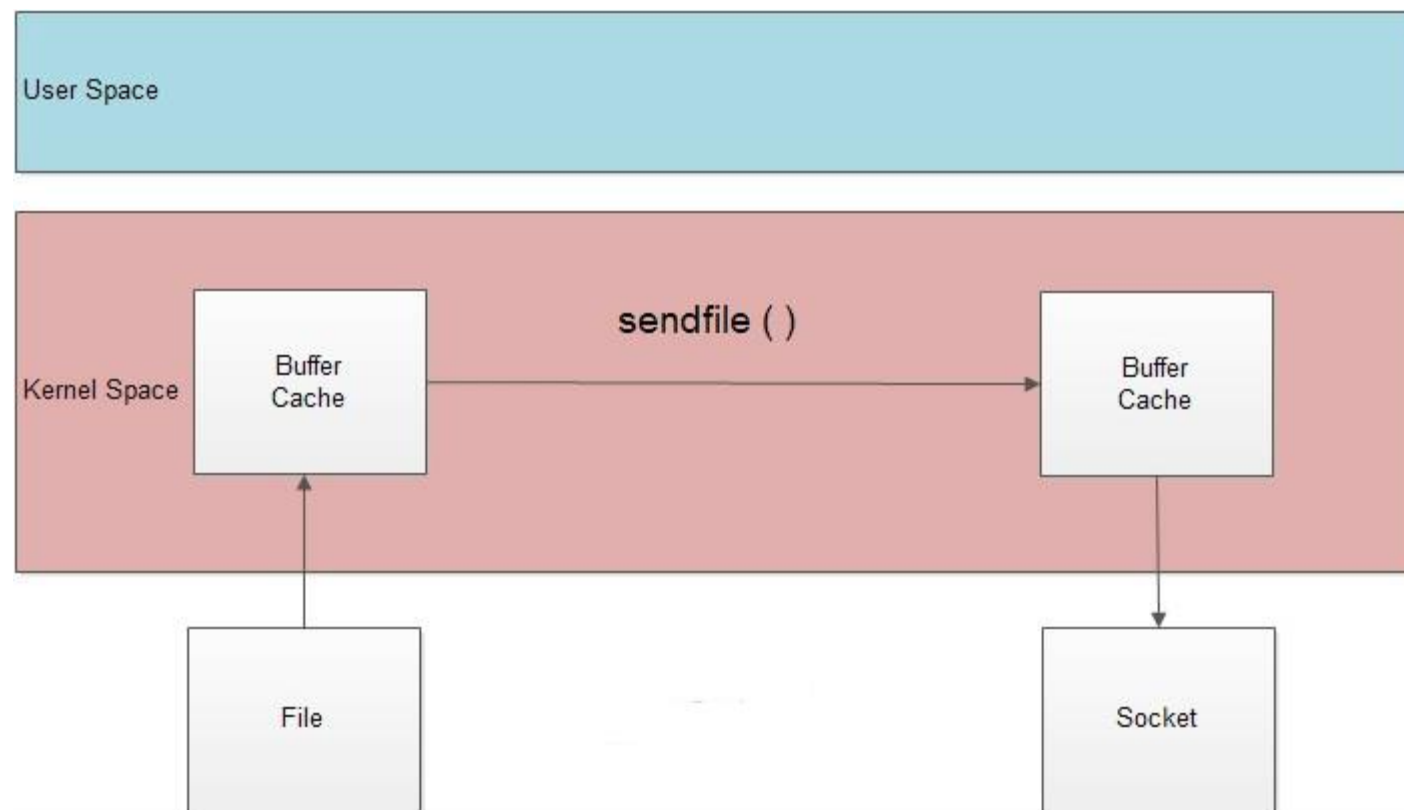 User Space
sendfile ( )
Buffer
Cache
Kernel Space
Buffer
Cache
File
Socket